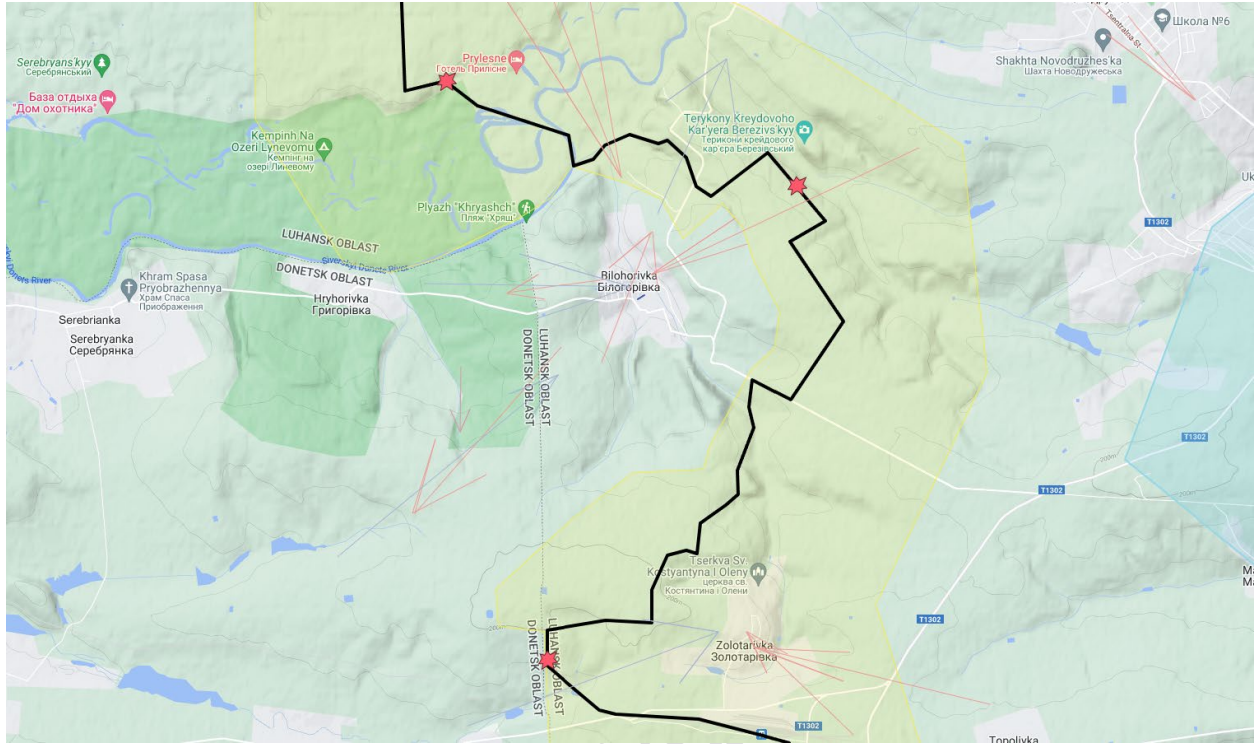 Школа №6
Tsentralna St
Serebryans'kyy
Серебрянський
Prylesne
Готель Прилісне
Shakhta Novodruzhes'ka
Шахта Новодружеська
База отдыха
"Дом охотника"
Terykony Kreydovoho
Kar'yera Berezivs'kyy
Терикони крейдового
кар'єра Березівський
Kempinh Na
Ozeri Lynevomu
Кемпінг на
озері Линевому
Plyazh "Khryashch"
Пляж "Хрящ"
T1302
LUHANSK OBLAST
DONETSK OBLAST
Siverskyi Donets River
Khram Spasa
Pryobrazhennya
Храм Спаса
Приображення
Hryhorivka
Григорівка
Bilohorivka
Білогорівка
Serebrianka
Serebryanka
Серебрянка
LUHANSK OBLAST
DONETSK OBLAST
T1302
T1302
Tserkva Sv
Kostyantyna I Oleny
церква св.
Костянтина і Олени
T1302
LUHANSK OBLAST
DONETSK OBLAST
Zolotarivka
Золотарівка
T1302
Topolivka